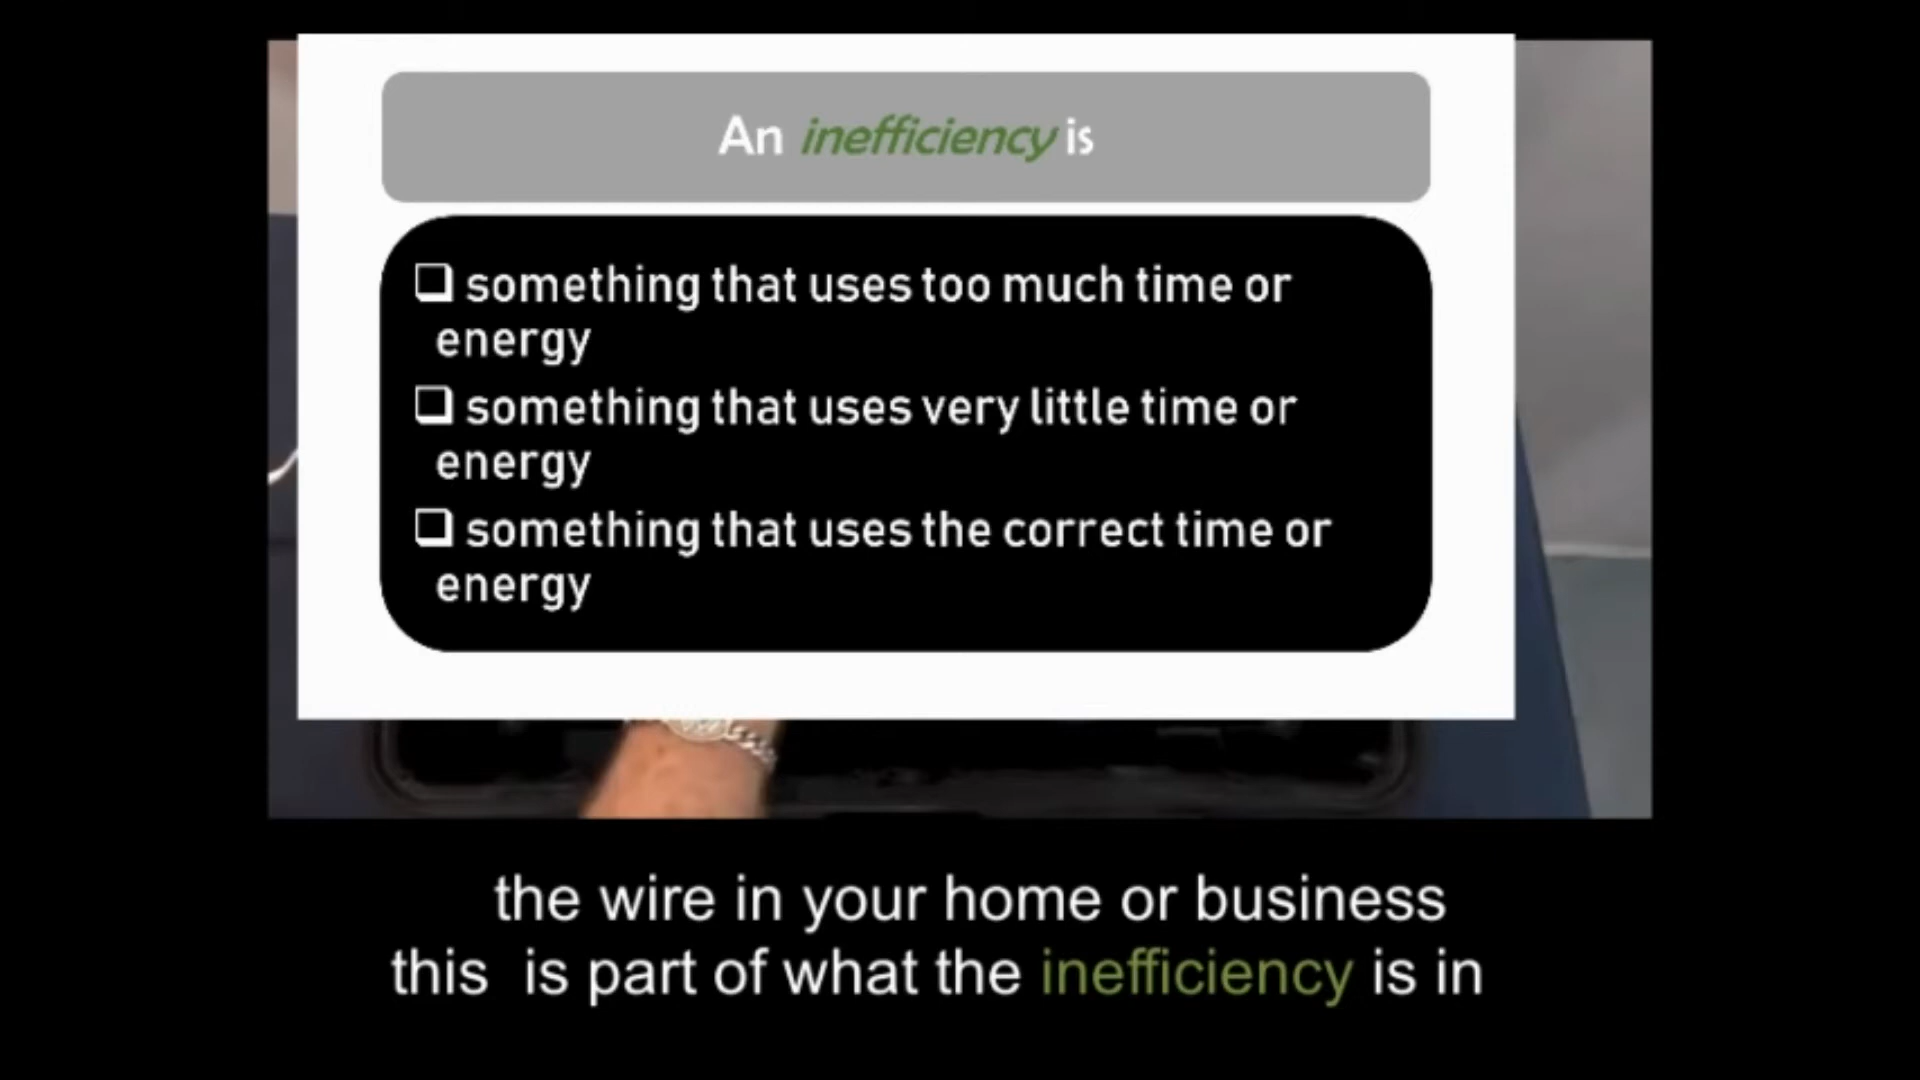 An inefficiency is
❑ something that uses too much time or
energy
❑ something that uses very little time or
energy
❑ something that uses the correct time or
energy
the wire in your home or business
this is part of what the inefficiency is in